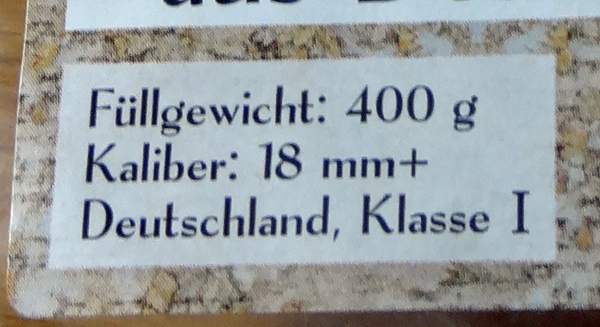 Füllgewicht: 400 g
Kaliber: 18 mm+
Deutschland, Klasse I